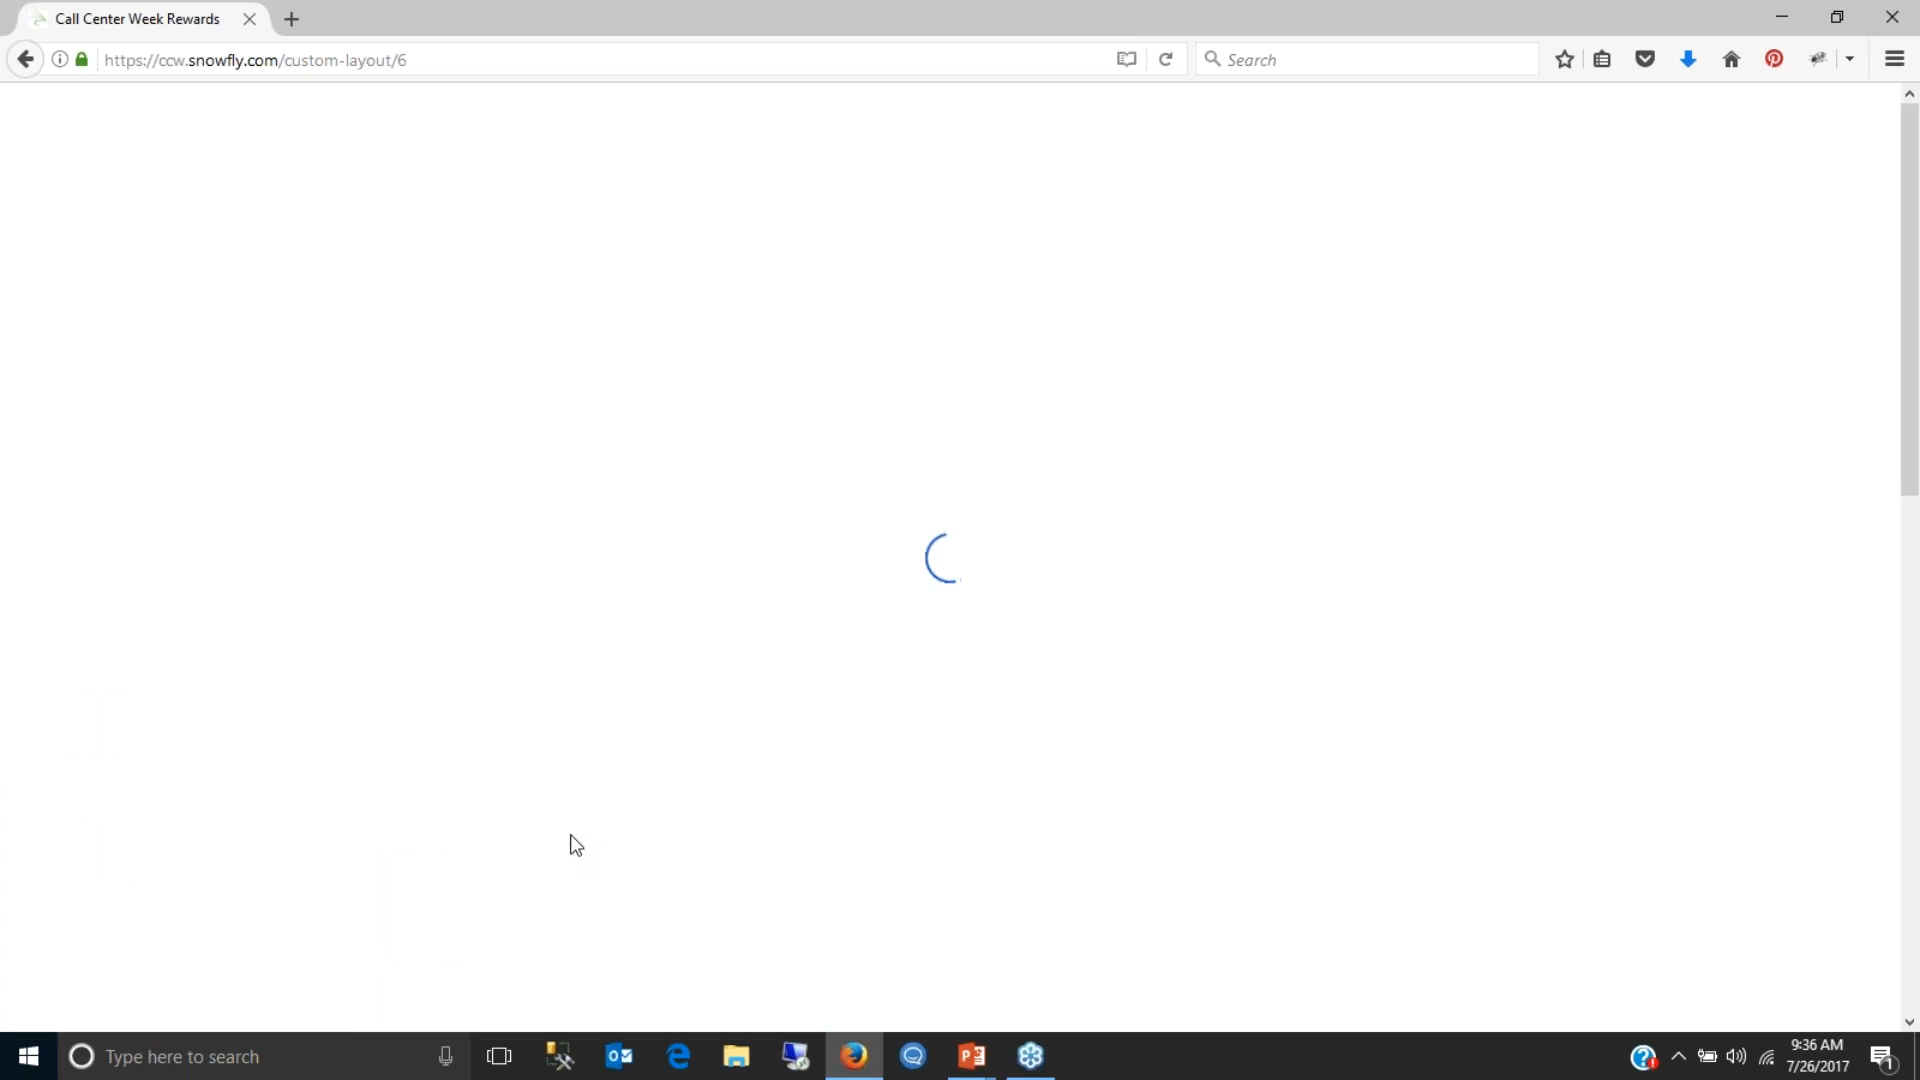 Call Center Week Rewards
https://ccw.snowfly.com/custom-layout/6
Search
Type here to search
9:36 AM
7/26/2017
1